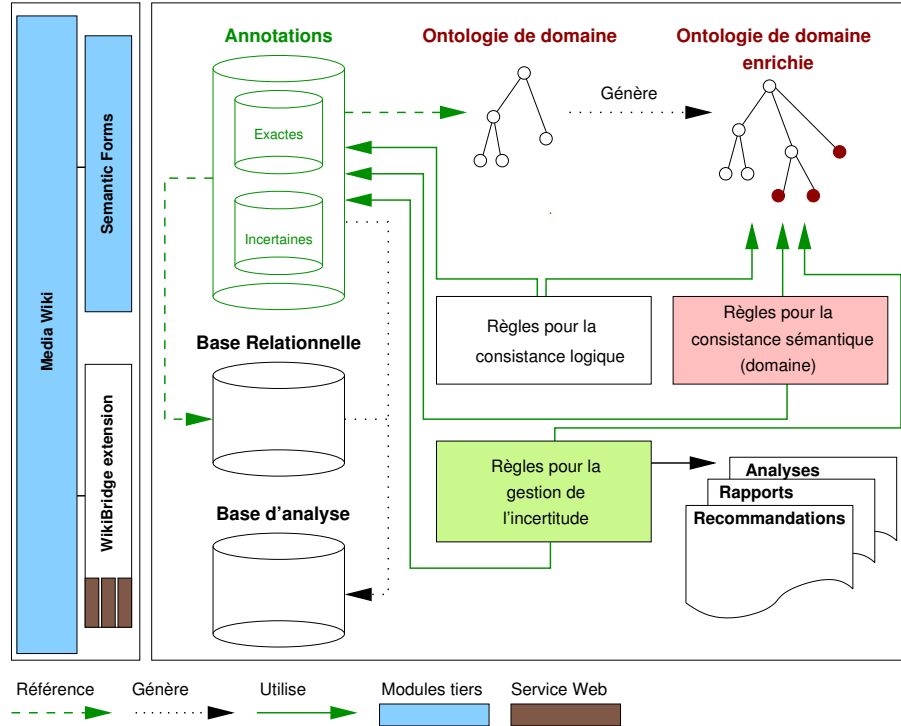 Media Wiki
Semantic Forms
WikiBridge extension
Annotations
Exactes
Incertaines
Ontologie de domaine
Génère
Ontologie de domaine
enrichie
Règles pour la
consistance logique
Règles pour la
consistance sémantique
(domaine)
Base Relationnelle
Règles pour la
gestion de
l'incertitude
Analyses
Rapports
Recommandations
Base d'analyse
Référence
Génère
Utilise
Modules tiers
Service Web